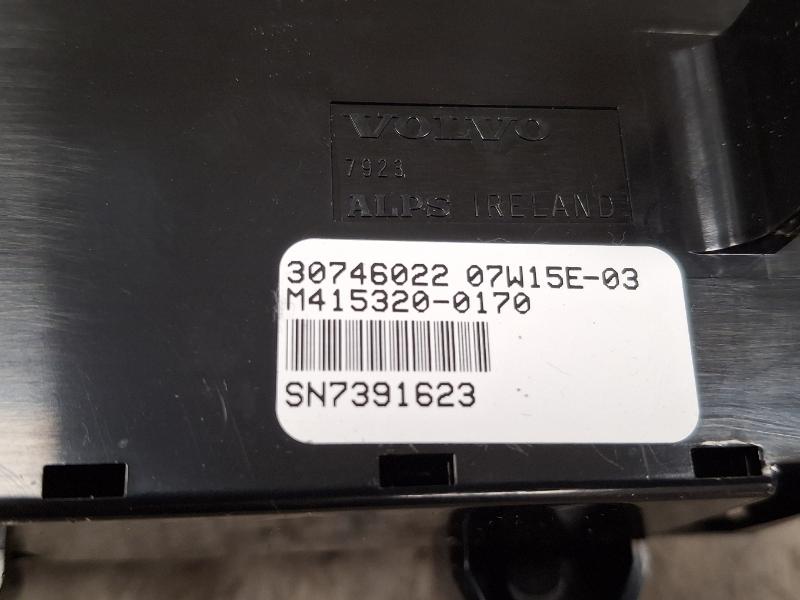 VOLVO
7923
ALPS IRELAND
30746022 07W15E-03
M415320-0170
SN7391623